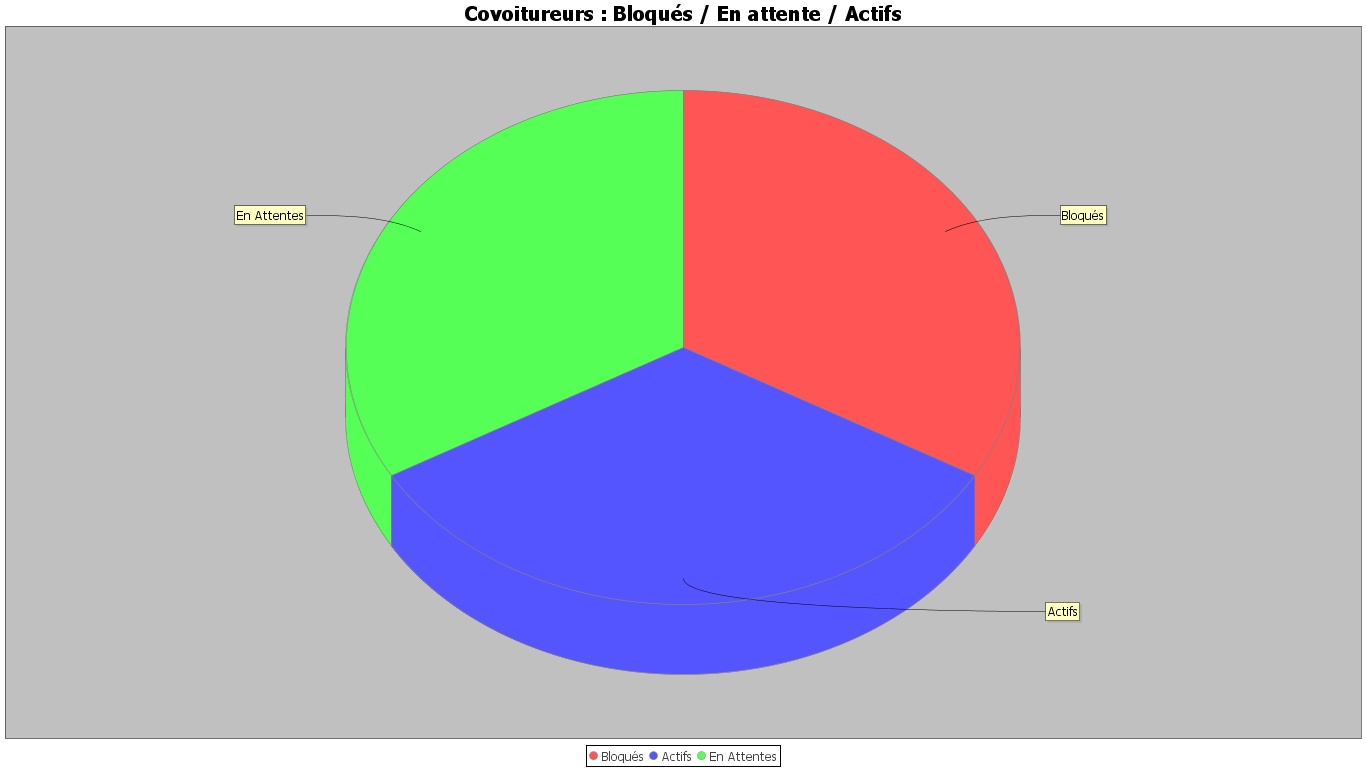 Covoitureurs : Bloqués / En attente / Actifs
En Attentes
Bloqués
Actifs
Bloqués Actifs En Attentes